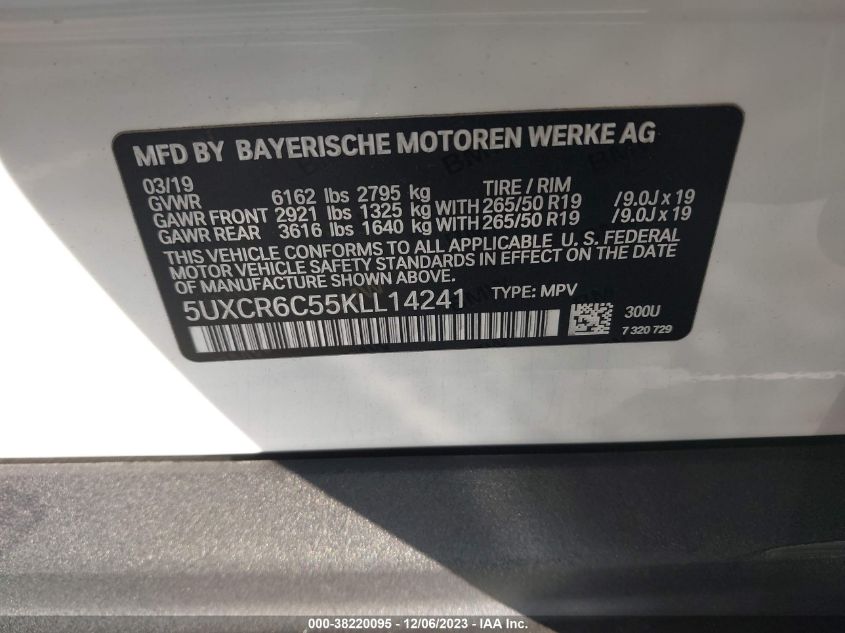 MFD BY BAYERISCHE MOTOREN WERKE AG
03/19
GVWR 6162 lbs 2795 kg TIRE / RIM
GAWR FRONT 2921 lbs 1325 kg WITH 265/50 R19 /9.0J x 19
GAWR REAR 3616 lbs 1640 kg WITH 265/50 R19 /9.0J x 19
THIS VEHICLE CONFORMS TO ALL APPLICABLE U. S. FEDERAL
MOTOR VEHICLE SAFETY STANDARDS IN EFFECT ON THE DATE
OF MANUFACTURE SHOWN ABOVE.
5UXCR6C55KLL14241 TYPE: MPV
300U
7 320 729
000-38220095 - 12/06/2023 - IAA Inc.